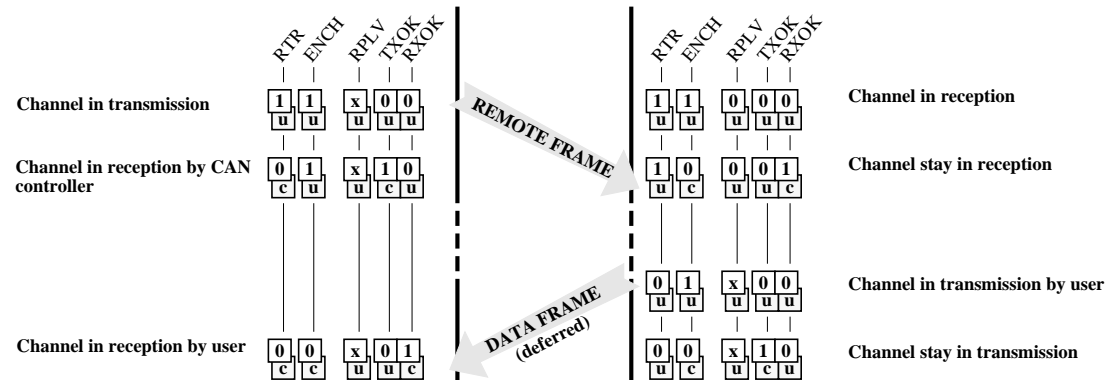 RTR ENCH RPLV TXOK RXOK RTR ENCH RPLV TXOK RXOK
Channel in transmission 1 1 x 0 0 REMOTE FRAME 1 1 0 0 0 Channel in reception
u u u u u u u u u u
Channel in reception by CAN controller 0 1 x 1 0 1 0 0 0 1 Channel stay in reception
c u u c u u c u u c
0 1 x 0 0 Channel in transmission by user
u u u u u
DATA FRAME
(deferred)
Channel in reception by user 0 0 x 0 1 0 0 x 1 0 Channel stay in transmission
c c u u c u c u c u